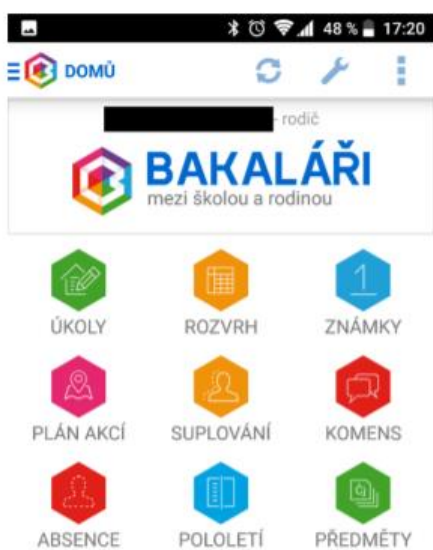 48 % 17:20
DOMŮ
- rodič
BAKALÁŘI
mezi školou a rodinou
1
ÚKOLY ROZVRH ZNÁMKY
PLÁN AKCÍ SUPLOVÁNÍ KOMENS
ABSENCE POLOLETÍ PŘEDMĚTY